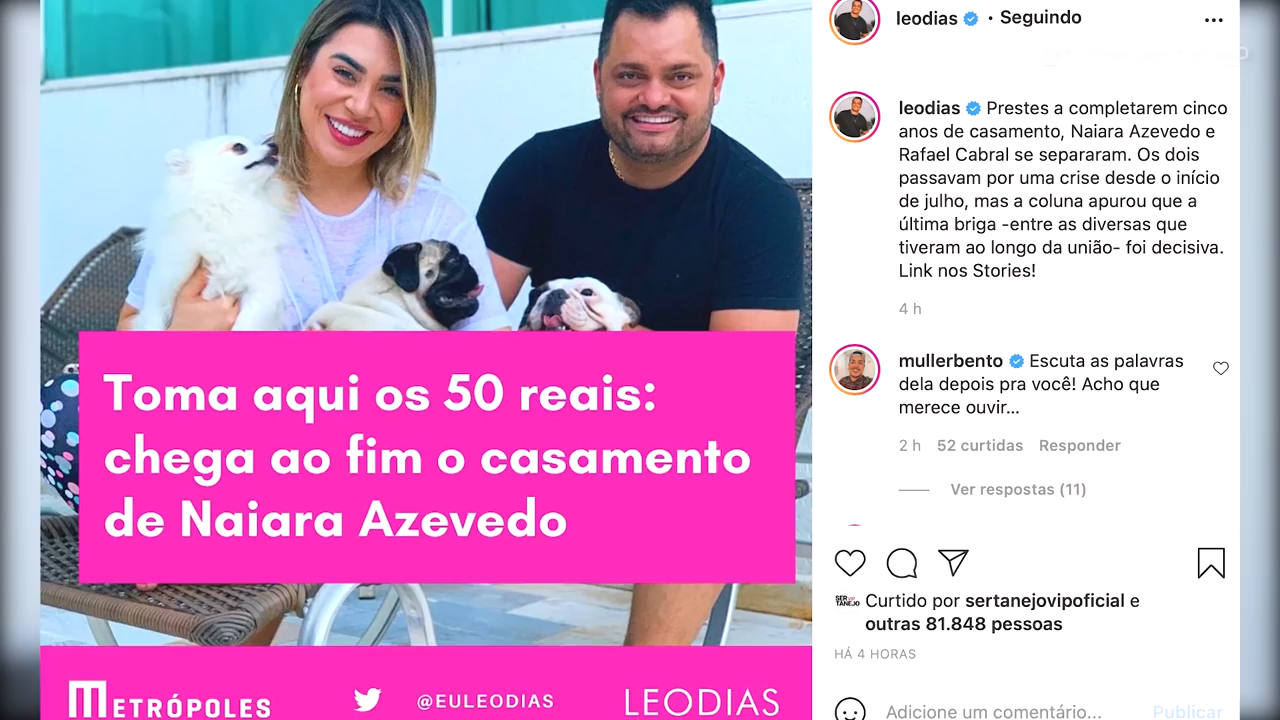 leodias • Seguindo
leodias Prestes a completarem cinco
anos de casamento, Naiara Azevedo e
Rafael Cabral se separaram. Os dois
passavam por uma crise desde o início
de julho, mas a coluna apurou que a
última briga -entre as diversas que
tiveram ao longo da união- foi decisiva.
Link nos Stories!
4 h
mullerbento Escuta as palavras
dela depois pra você! Acho que
merece ouvir...
2 h 52 curtidas Responder
Ver respostas (11)
SER VIP
TANEJO
Curtido por sertanejovipoficial e
outras 81.848 pessoas
HÁ 4 HORAS
Adicione um comentário... Publicar
Toma aqui os 50 reais:
chega ao fim o casamento
de Naiara Azevedo
METRÓPOLES
@EULEODIAS
LEODIAS